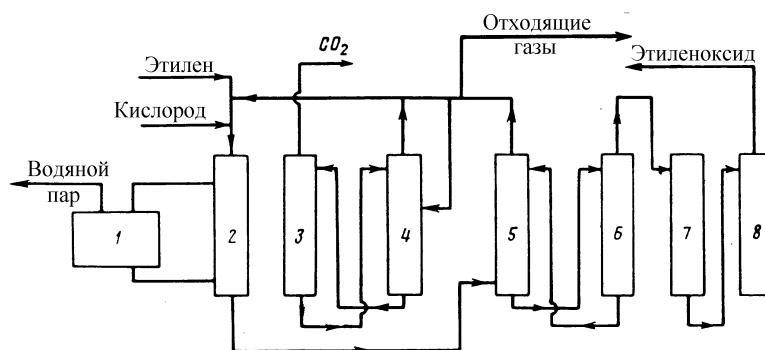 Отходящие
газы
CO2
Этилен
Этиленоксид
Кислород
Водяной
пар
1
2
3
4
5
6
7
8